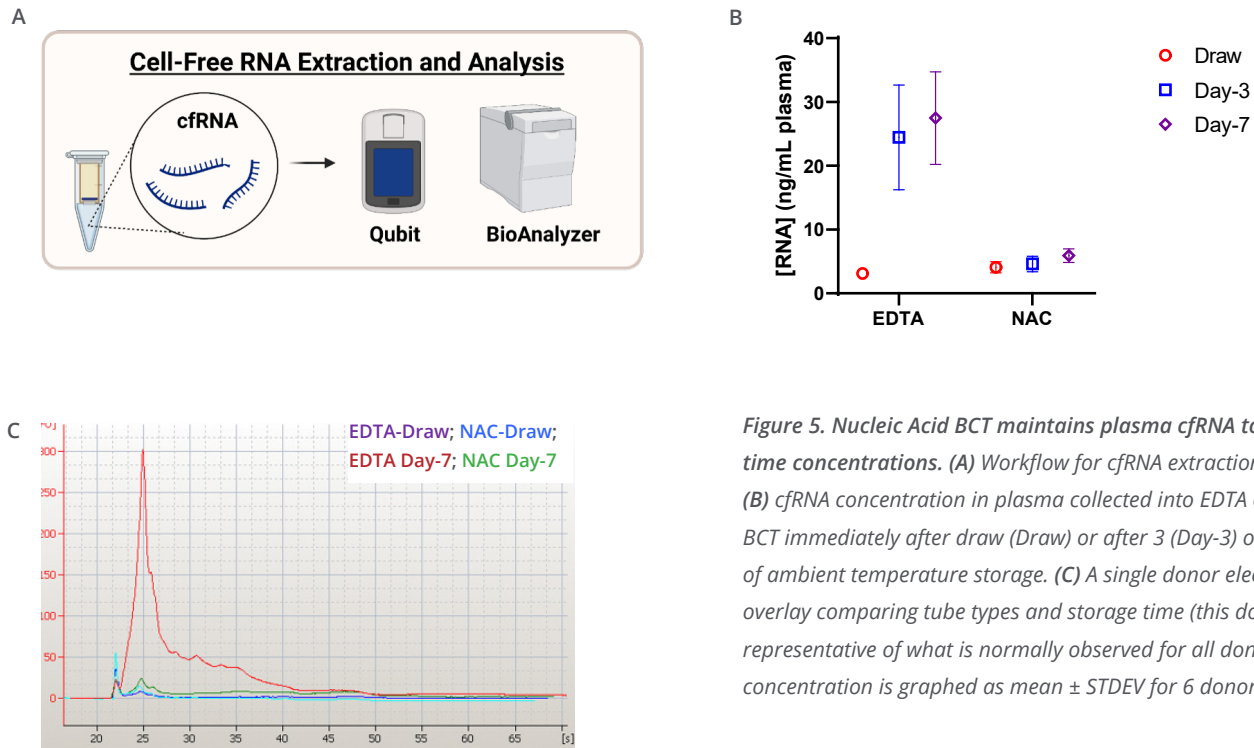 A
Cell-Free RNA Extraction and Analysis
cfRNA
Qubit
BioAnalyzer
B
[RNA] (ng/mL plasma)
40
30
20
10
0
EDTA
NAC
Draw
Day-3
Day-7
C
EDTA-Draw; NAC-Draw;
EDTA Day-7; NAC Day-7
300
250
200
150
100
50
0
20
25
30
35
40
45
50
55
60
65
[s]
Figure 5. Nucleic Acid BCT maintains plasma cfRNA to
time concentrations. (A) Workflow for cfRNA extraction
(B) cfRNA concentration in plasma collected into EDTA
BCT immediately after draw (Draw) or after 3 (Day-3)
of ambient temperature storage. (C) A single donor
overlay comparing tube types and storage time (this
representative of what is normally observed for all
concentration is graphed as mean ± STDEV for 6 donor